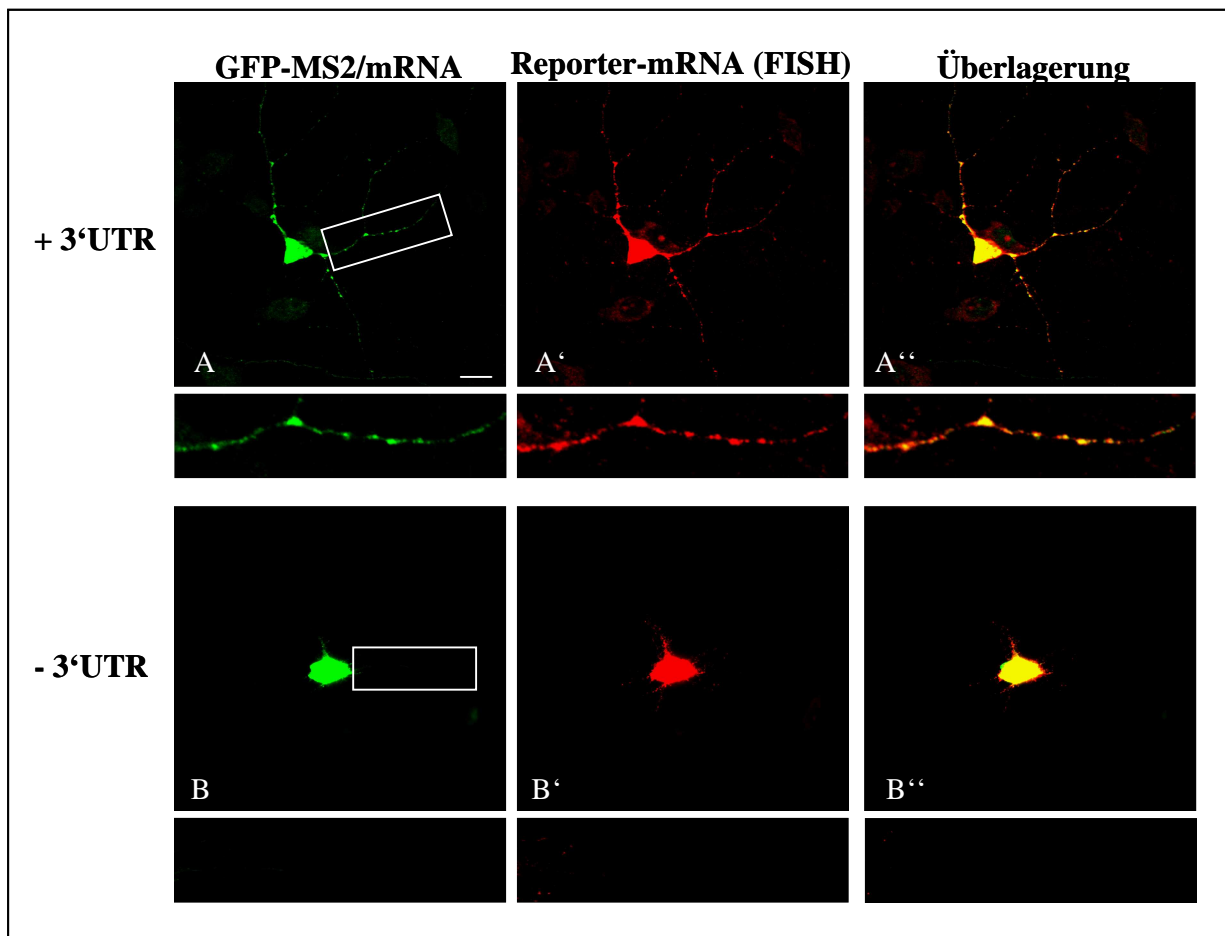 GFP-MS2/mRNA Reporter-mRNA (FISH) Überlagerung
+ 3‘UTR
A A‘ A‘‘
- 3‘UTR
B B‘ B‘‘